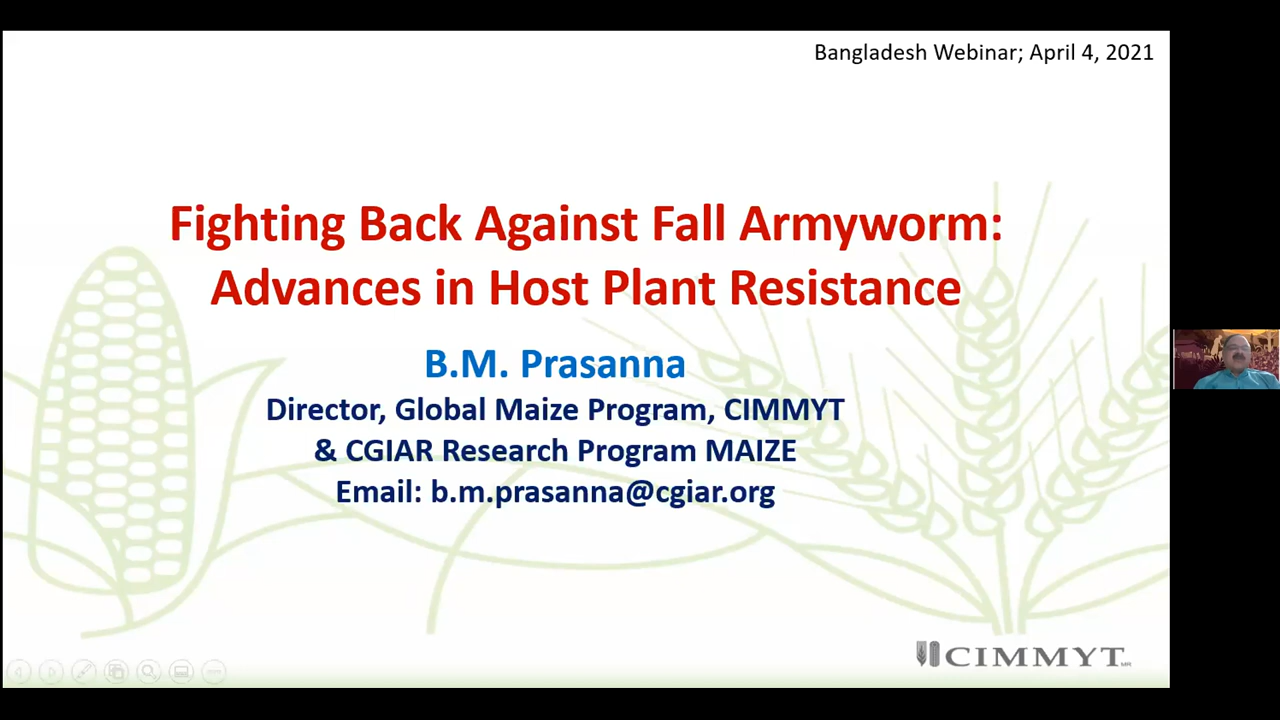 Bangladesh Webinar; April 4, 2021
Fighting Back Against Fall Armyworm:
Advances in Host Plant Resistance
B.M. Prasanna
Director, Global Maize Program, CIMMYT
& CGIAR Research Program MAIZE
Email: b.m.prasanna@cgiar.org
CIMMYT
MR